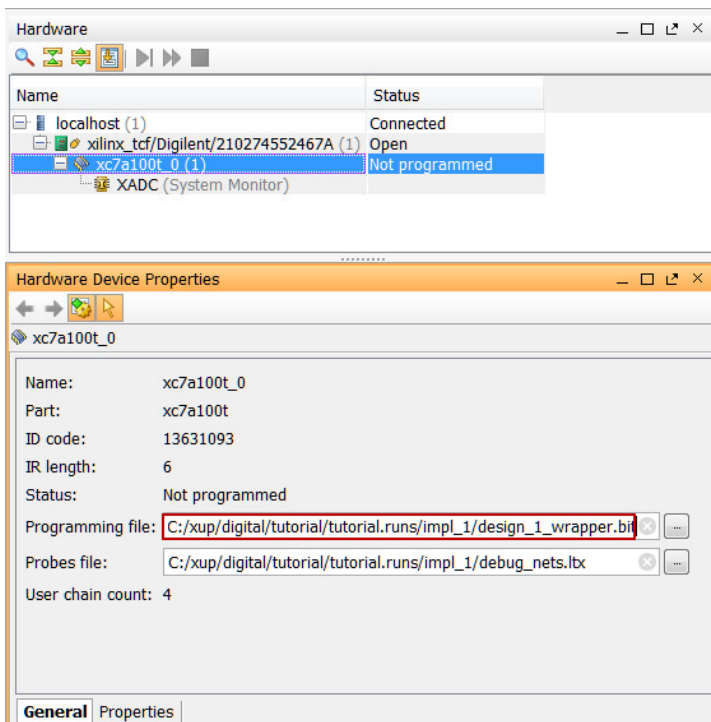 Hardware
Name Status
localhost (1) Connected
xilinx_tcf/Digilent/210274552467A (1) Open
xc7a100t_0 (1) Not programmed
XADC (System Monitor)
Hardware Device Properties
xc7a100t_0
Name: xc7a100t_0
Part: xc7a100t
ID code: 13631093
IR length: 6
Status: Not programmed
Programming file: C:/xup/digital/tutorial/tutorial.runs/impl_1/design_1_wrapper.bit ...
Probes file: C:/xup/digital/tutorial/tutorial.runs/impl_1/debug_nets.ltx ...
User chain count: 4
General Properties